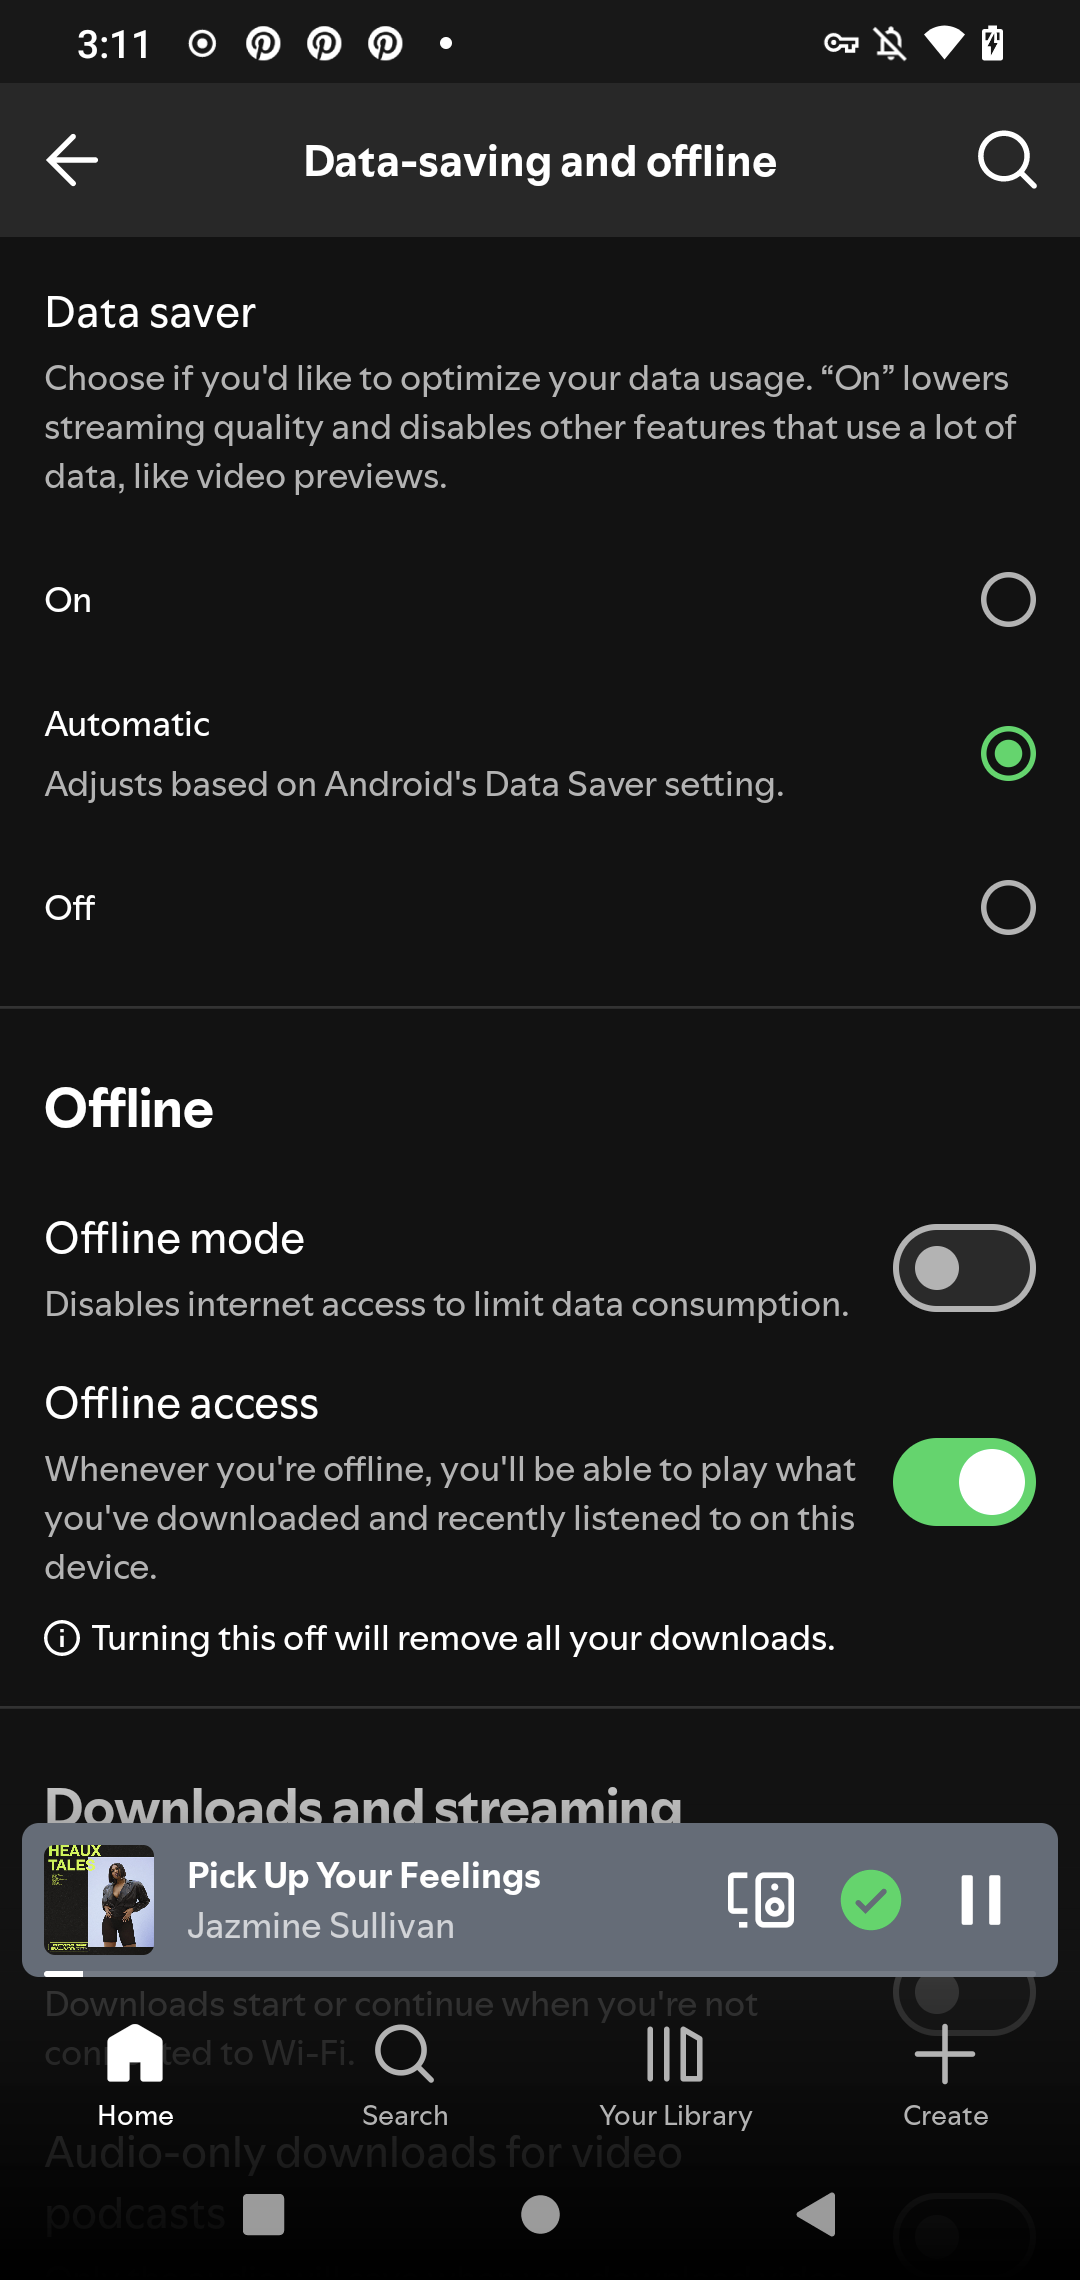 3:11
Data-saving and offline
Data saver
Choose if you'd like to optimize your data usage. “On” lowers
streaming quality and disables other features that use a lot of
data, like video previews.
On
Automatic
Adjusts based on Android's Data Saver setting.
Off
Offline
Offline mode
Disables internet access to limit data consumption.
Offline access
Whenever you're offline, you'll be able to play what
you've downloaded and recently listened to on this
device.
Turning this off will remove all your downloads.
Downloads and streaming
HEAUX
TALES
Pick Up Your Feelings
Jazmine Sullivan
Downloads start or continue when you're not
to Wi-Fi.
Home
Search
Your Library
Create
Audio-only downloads for video
podcasts